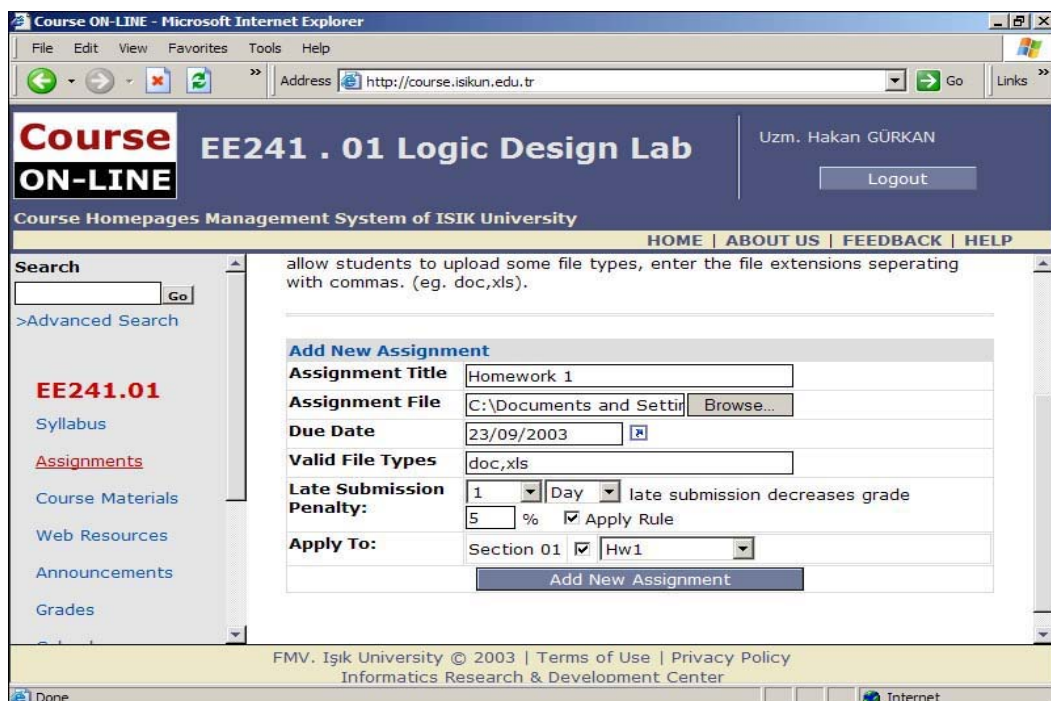 Course ON-LINE - Microsoft Internet Explorer
File Edit View Favorites Tools Help
» Address http://course.isikun.edu.tr Go Links »
Course
ON-LINE
EE241 . 01 Logic Design Lab
Uzm. Hakan GÜRKAN
Logout
Course Homepages Management System of ISIK University
HOME | ABOUT US | FEEDBACK | HELP
Search
Go
>Advanced Search
EE241.01
Syllabus
Assignments
Course Materials
Web Resources
Announcements
Grades
allow students to upload some file types, enter the file extensions seperating
with commas. (eg. doc,xls).
Add New Assignment
Assignment Title Homework 1
Assignment File C:\Documents and Settin Browse...
Due Date 23/09/2003
Valid File Types doc,xls
Late Submission
Penalty:
1 Day late submission decreases grade
5 % Apply Rule
Apply To: Section 01 Hw1
Add New Assignment
FMV. Işık University © 2003 | Terms of Use | Privacy Policy
Informatics Research & Development Center
Done Internet